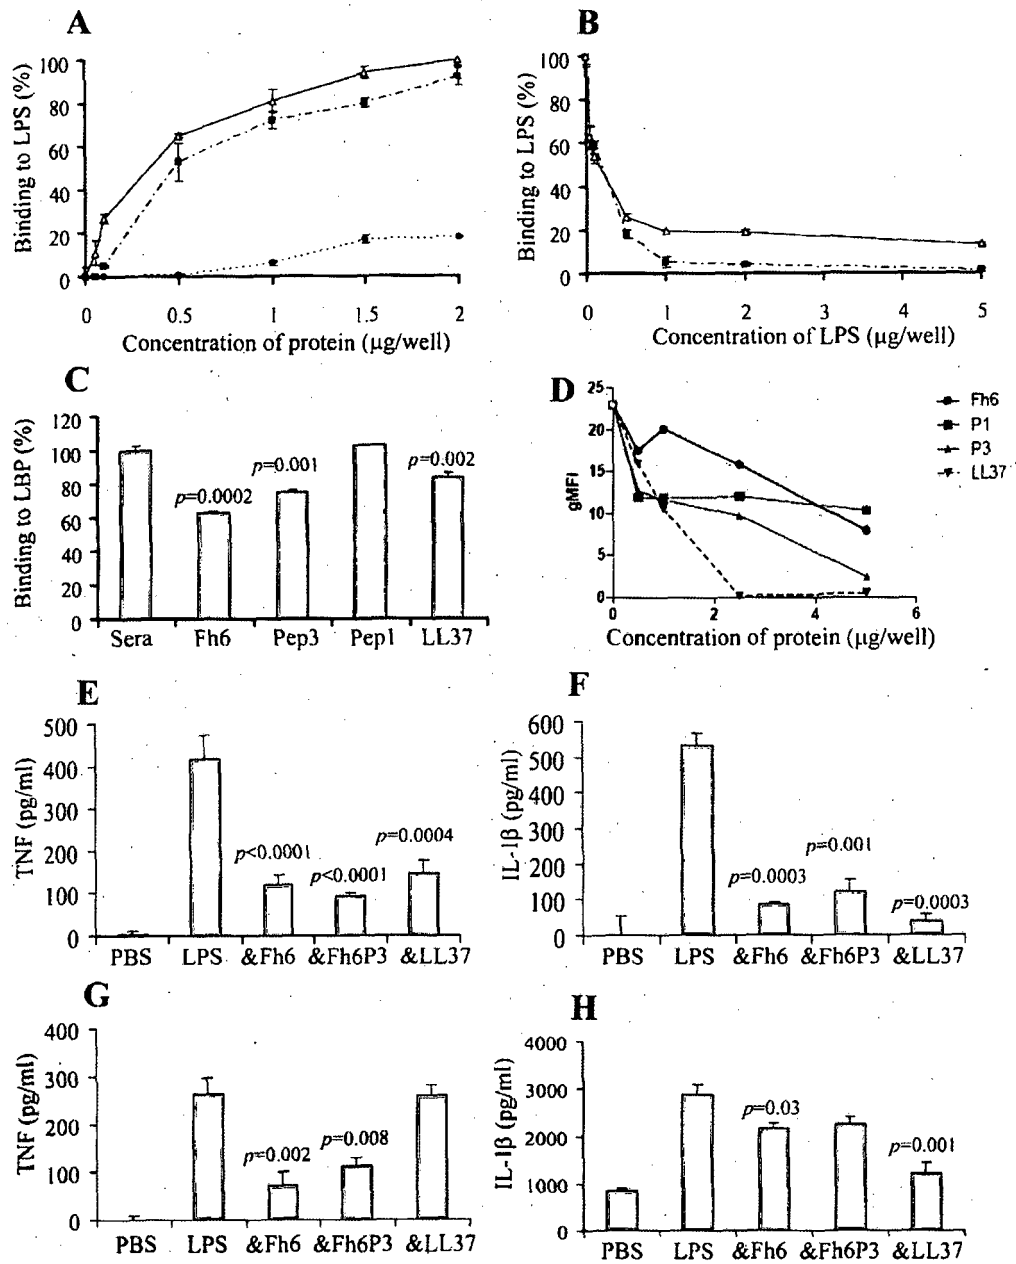 A
B
Binding to LPS (%)
100
80
60
40
20
0
0 0.5 1 1.5 2
Concentration of protein (µg/well)
Binding to LPS (%)
100
80
60
40
20
0
0 1 2 3 4 5
Concentration of LPS (µg/well)
C
Binding to LBP (%)
120
100
80
60
40
20
0
p=0.0002
p=0.001
p=0.002
Sera Fh6 Pep3 Pep1 LL37
D
gMFI
25
20
15
10
5
0
0 2 4 6
Concentration of protein (µg/well)
Fh6
P1
P3
LL37
E
TNF (pg/ml)
500
400
300
200
100
0
p<0.0001
p<0.0001
p=0.0004
PBS LPS &Fh6 &Fh6P3 &LL37
F
IL-1β (pg/ml)
600
500
400
300
200
100
0
p=0.0003
p=0.001
p=0.0003
PBS LPS &Fh6 &Fh6P3 &LL37
G
TNF (pg/ml)
400
300
200
100
0
p=0.002
p=0.008
PBS LPS &Fh6 &Fh6P3 &LL37
H
IL-1β (pg/ml)
4000
3000
2000
1000
0
p=0.03
p=0.001
PBS LPS &Fh6 &Fh6P3 &LL37